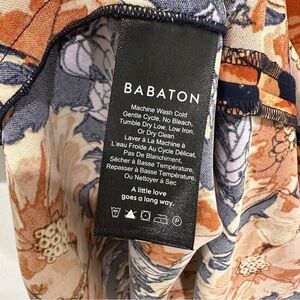 BABATON
Machine Wash Cold
Gentle Cycle, No Bleach,
Tumble Dry Low, Low Iron,
Or Dry Clean
Laver À La Machine À
L'eau Froide Au Cycle Délicat,
Pas De Blanchiment,
Sécher à Basse Température,
Repasser à Basse Température,
Ou Nettoyer à Sec
A little love
goes a long way.
P